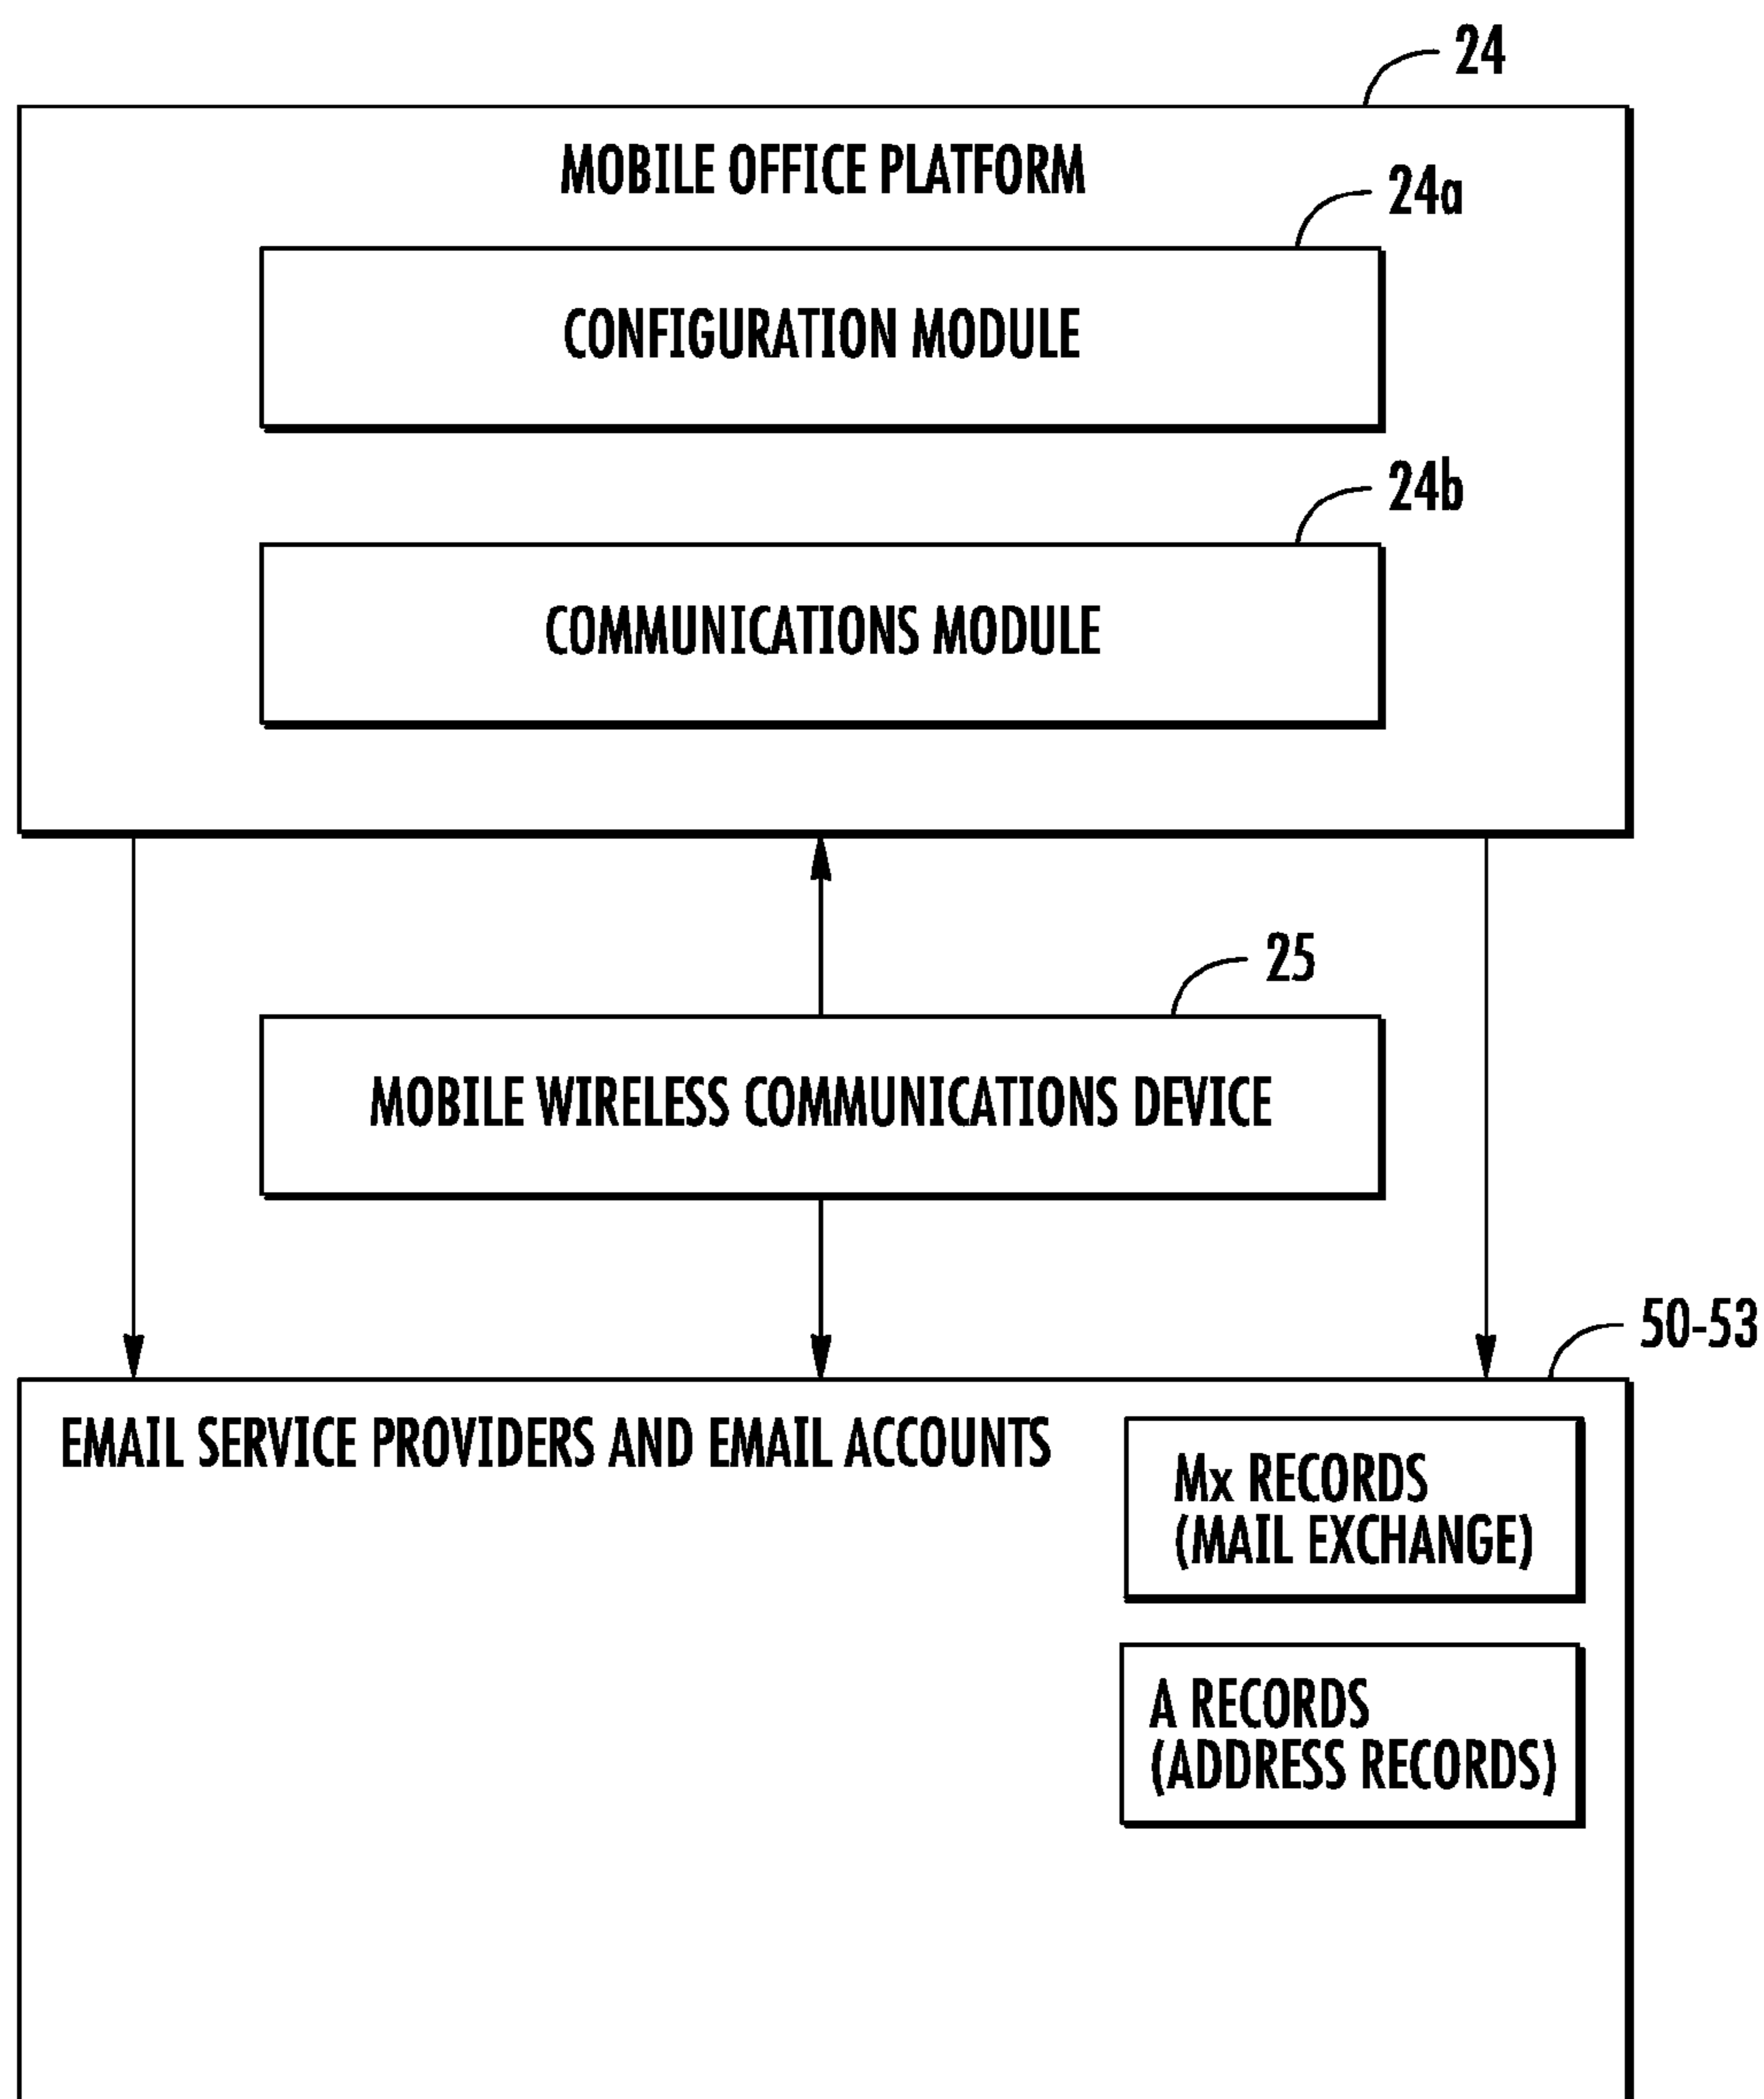 24
MOBILE OFFICE PLATFORM
24a
CONFIGURATION MODULE
24b
COMMUNICATIONS MODULE
25
MOBILE WIRELESS COMMUNICATIONS DEVICE
50-53
EMAIL SERVICE PROVIDERS AND EMAIL ACCOUNTS
Mx RECORDS
(MAIL EXCHANGE)
A RECORDS
(ADDRESS RECORDS)